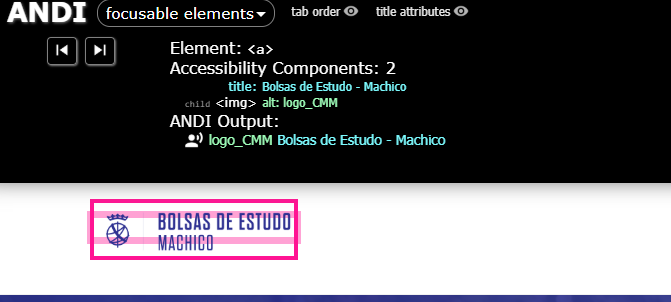 ANDI focusable elements tab order title attributes
Element: <a>
Accessibility Components: 2
title: Bolsas de Estudo - Machico
child <img> alt: logo_CMM
ANDI Output:
logo_CMM Bolsas de Estudo - Machico
BOLSAS DE ESTUDO
MACHICO